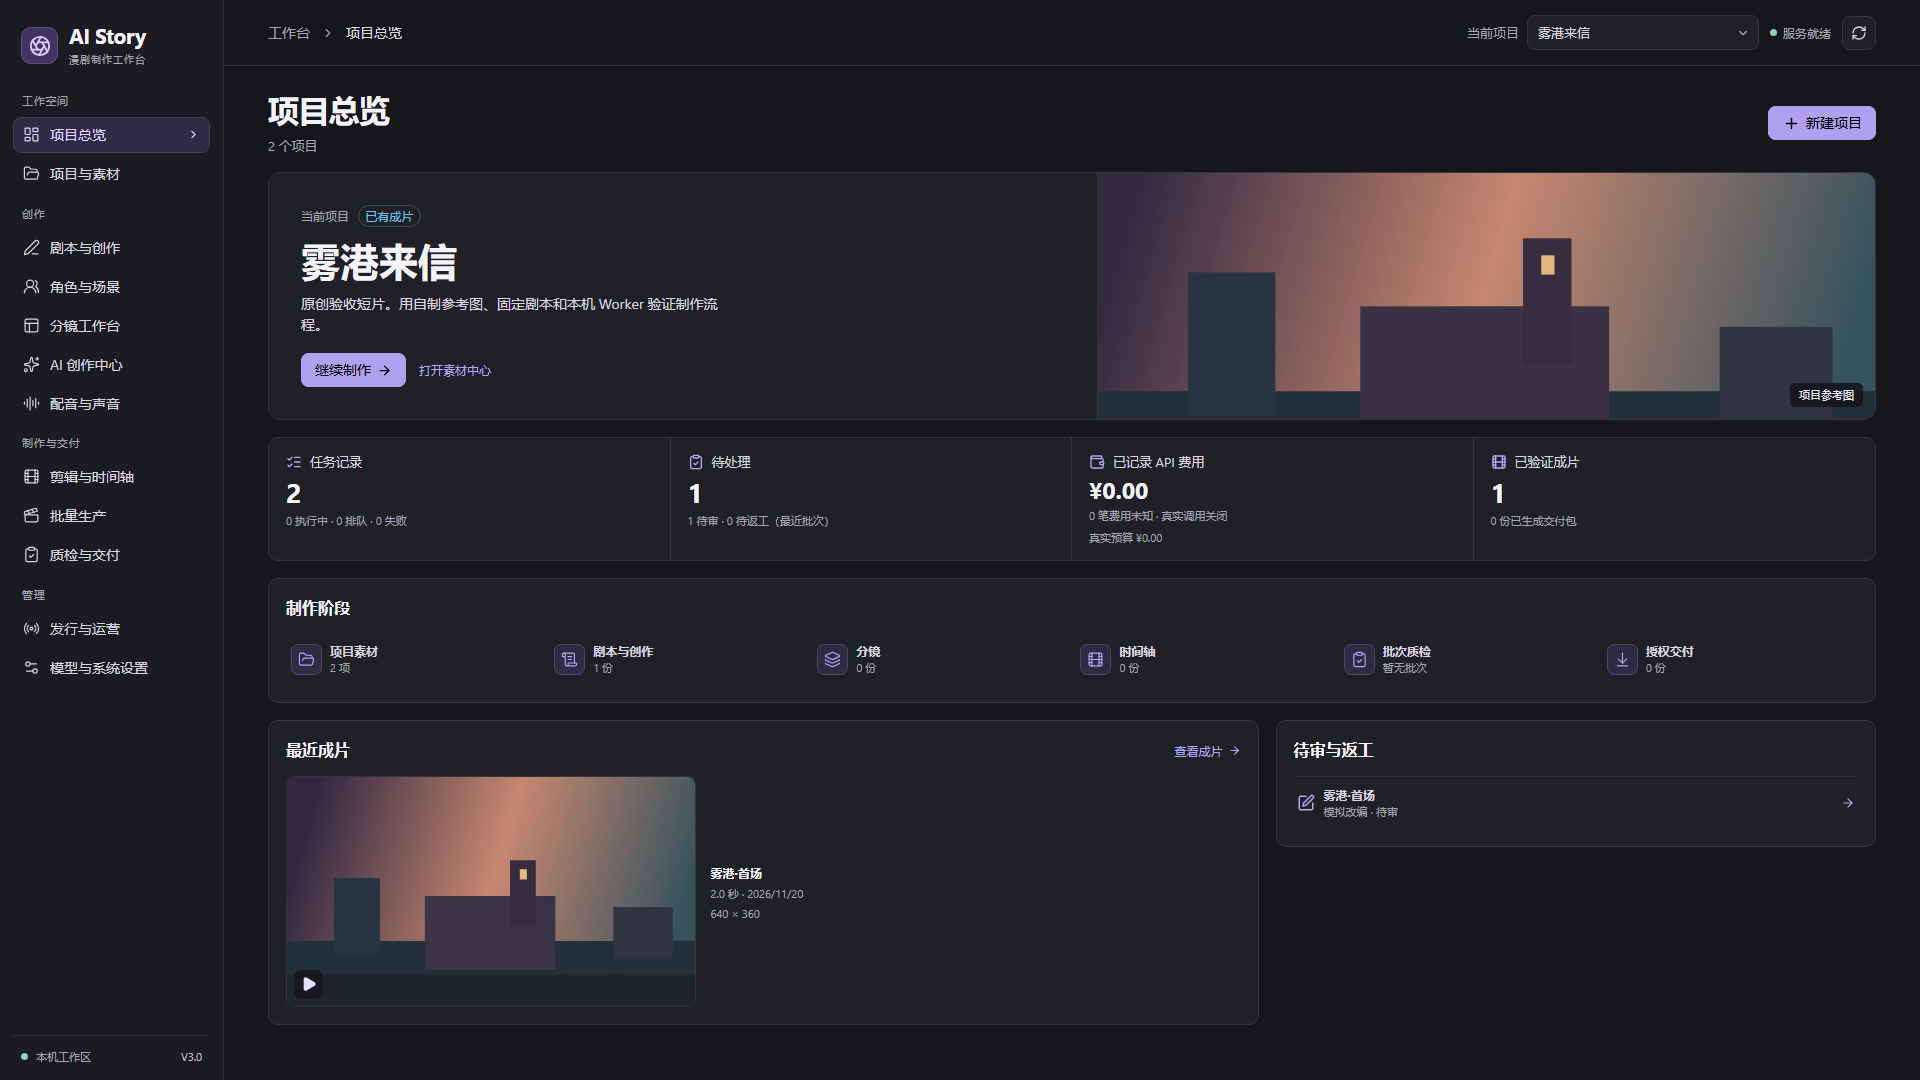 AI Story
漫剧制作工作台
工作空间
项目总览
项目与素材
创作
剧本与创作
角色与场景
分镜工作台
AI 创作中心
配音与声音
制作与交付
剪辑与时间轴
批量生产
质检与交付
管理
发行与运营
模型与系统设置
本机工作区
V3.0
工作台
项目总览
当前项目
雾港来信
服务就绪
项目总览
2 个项目
新建项目
当前项目
已有成片
雾港来信
原创验收短片。用自制参考图、固定剧本和本机 Worker 验证制作流
程。
继续制作
打开素材中心
项目参考图
任务记录
2
0 执行中 · 0 排队 · 0 失败
待处理
1
1 待审 · 0 待返工（最近批次）
已记录 API 费用
¥0.00
0 笔费用未知 · 真实调用关闭
真实预算 ¥0.00
已验证成片
1
0 份已生成交付包
制作阶段
项目素材
2 项
剧本与创作
1 份
分镜
0 份
时间轴
0 份
批次质检
暂无批次
授权交付
0 份
最近成片
查看成片
雾港·首场
2.0 秒 · 2026/11/20
640 × 360
待审与返工
雾港·首场
模拟改编 · 待审